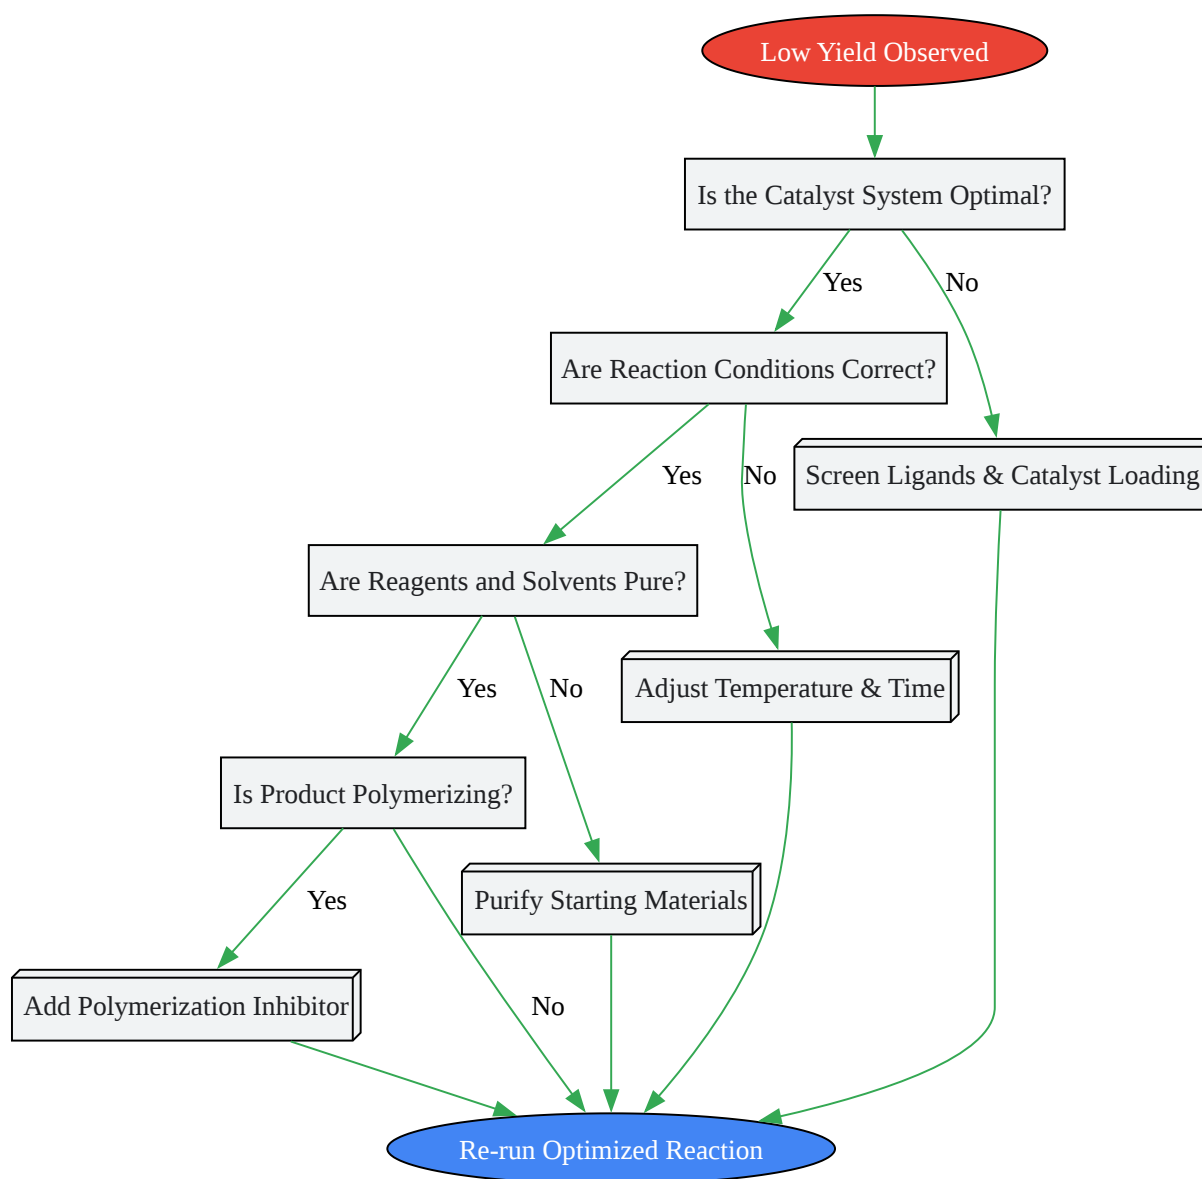 Low Yield Observed
Is the Catalyst System Optimal?
Yes
No
Are Reaction Conditions Correct?
Yes
No
Screen Ligands & Catalyst Loading
Are Reagents and Solvents Pure?
Yes
No
Adjust Temperature & Time
Is Product Polymerizing?
Yes
Purify Starting Materials
Add Polymerization Inhibitor
No
Re-run Optimized Reaction